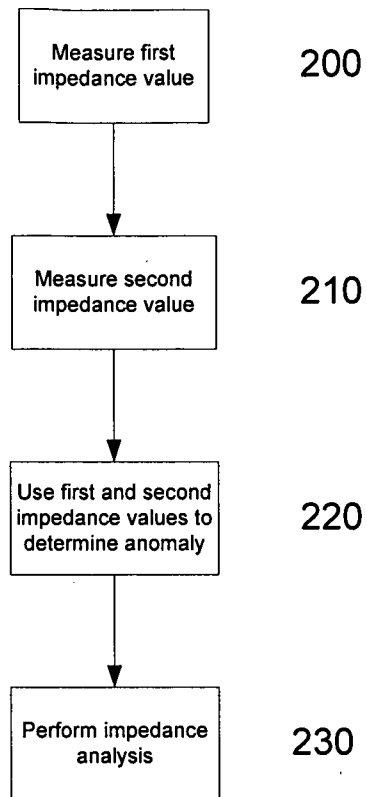 Measure first
impedance value
200
Measure second
impedance value
210
Use first and second
impedance values to
determine anomaly
220
Perform impedance
analysis
230